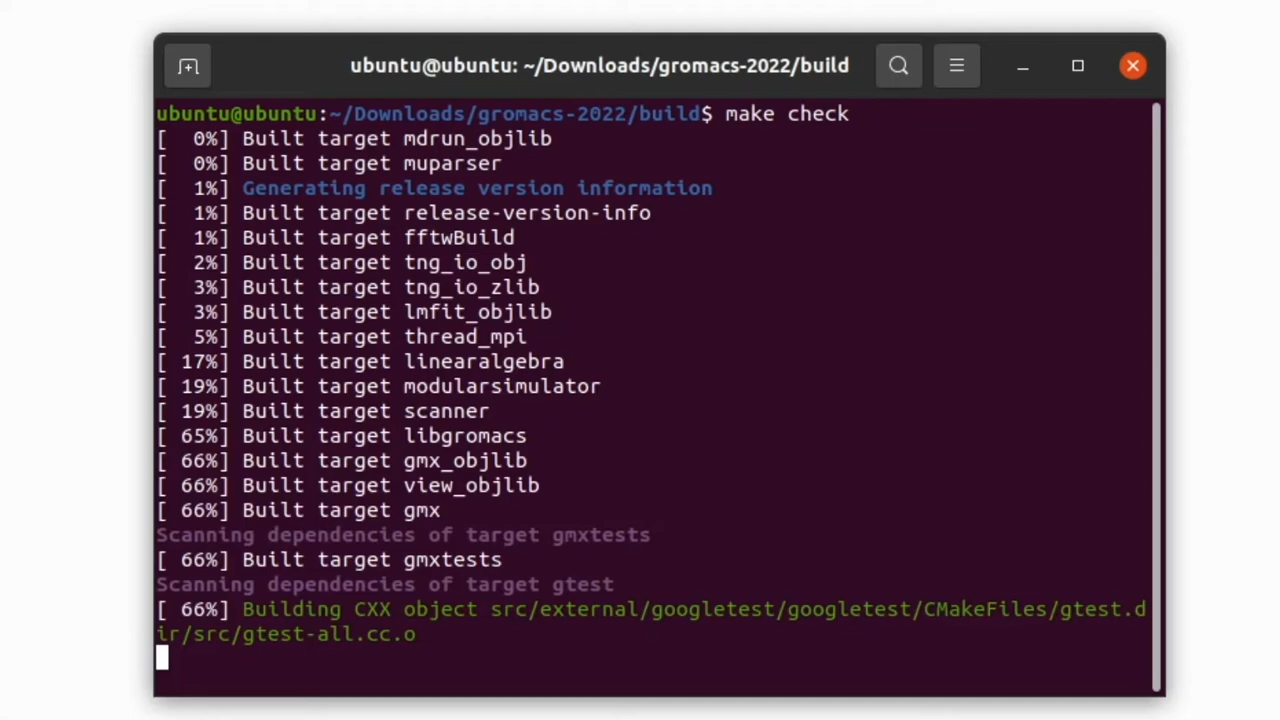 ubuntu@ubuntu: ~/Downloads/gromacs-2022/build
ubuntu@ubuntu:~/Downloads/gromacs-2022/build$ make check
[  0%] Built target mdrun_objlib
[  0%] Built target muparser
[  1%] Generating release version information
[  1%] Built target release-version-info
[  1%] Built target fftwBuild
[  2%] Built target tng_io_obj
[  3%] Built target tng_io_zlib
[  3%] Built target lmfit_objlib
[  5%] Built target thread_mpi
[ 17%] Built target linearalgebra
[ 19%] Built target modularsimulator
[ 19%] Built target scanner
[ 65%] Built target libgromacs
[ 66%] Built target gmx_objlib
[ 66%] Built target view_objlib
[ 66%] Built target gmx
Scanning dependencies of target gmxtests
[ 66%] Built target gmxtests
Scanning dependencies of target gtest
[ 66%] Building CXX object src/external/googletest/googletest/CMakeFiles/gtest.d
ir/src/gtest-all.cc.o